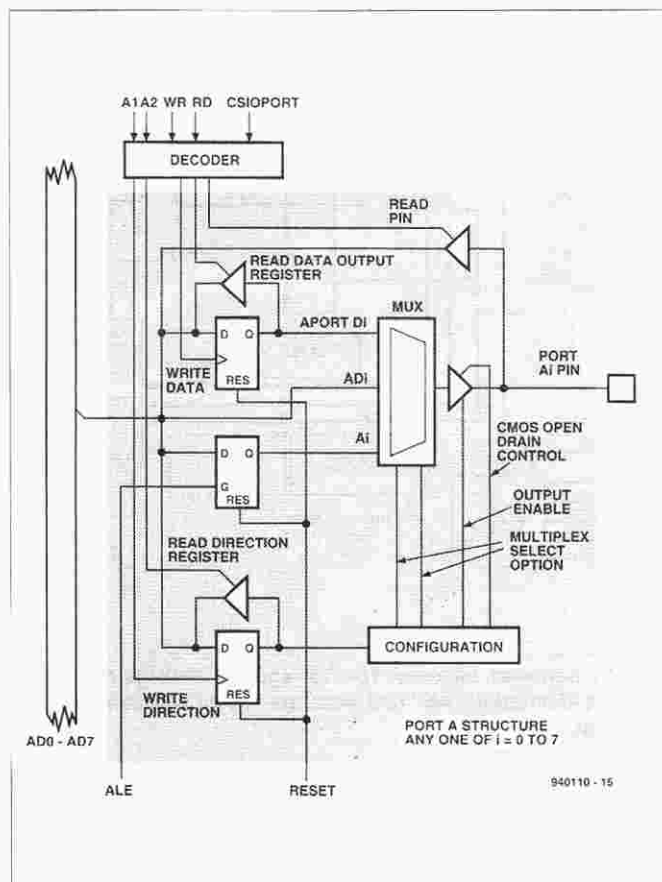 A1 A2 WR RD CSIOPORT
DECODER
READ
PIN
READ DATA OUTPUT
REGISTER
MUX
D Q
APORT DI
WRITE
DATA
RES
ADi
PORT
Ai PIN
Ai
CMOS OPEN
DRAIN
CONTROL
D Q
G
RES
OUTPUT
ENABLE
READ DIRECTION
REGISTER
MULTIPLEX
SELECT
OPTION
D Q
CONFIGURATION
RES
WRITE
DIRECTION
AD0 - AD7
PORT A STRUCTURE
ANY ONE OF i = 0 TO 7
ALE
RESET
940110 - 15